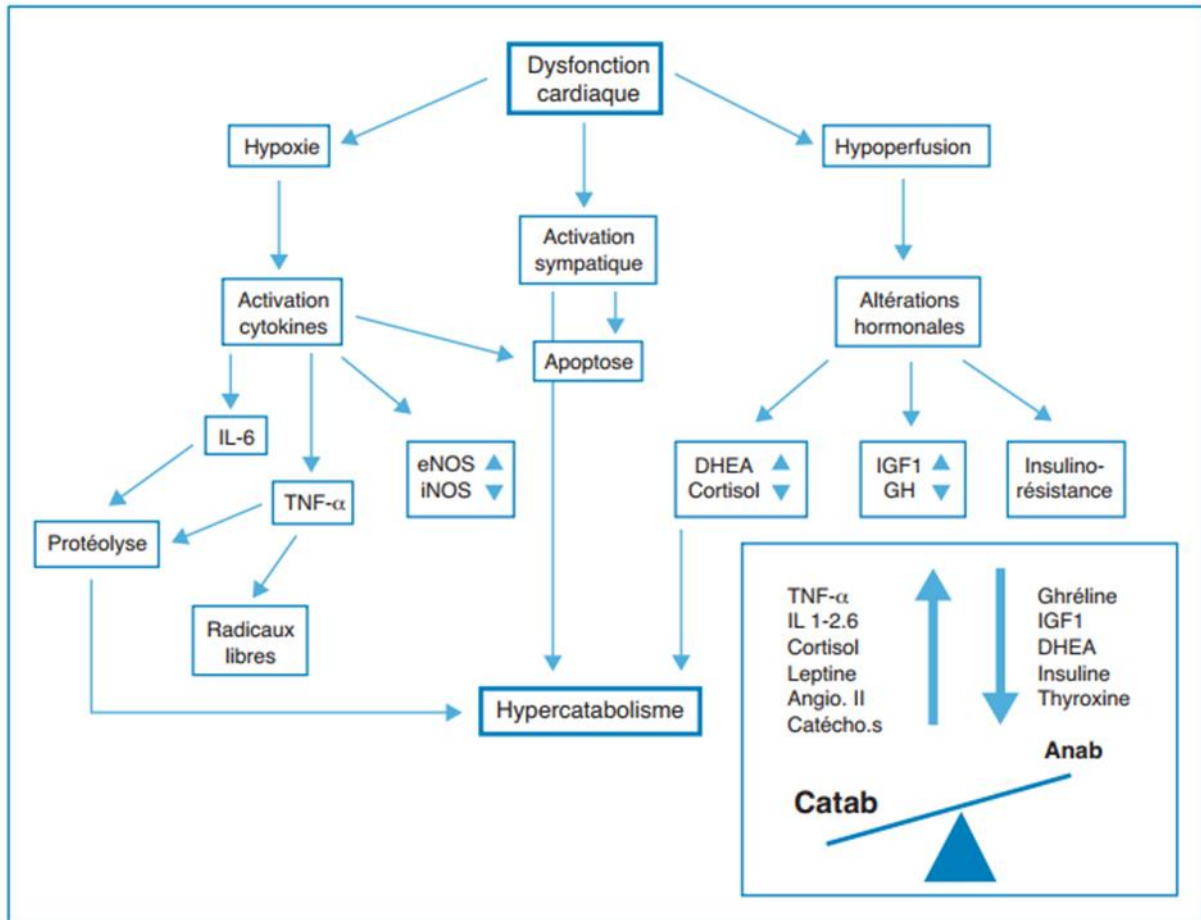 Dysfonction
cardiaque
Hypoxie
Hypoperfusion
Activation
sympatique
Activation
cytokines
Altérations
hormonales
Apoptose
IL-6
eNOS ▲
iNOS ▼
DHEA ▲
Cortisol ▼
IGF1 ▲
GH ▼
Insulino-
résistance
TNF-α
Protéolyse
Radicaux
libres
Hypercatabolisme
TNF-α
IL 1-2.6
Cortisol
Leptine
Angio. II
Catécho.s
Ghréline
IGF1
DHEA
Insuline
Thyroxine
Anab
Catab